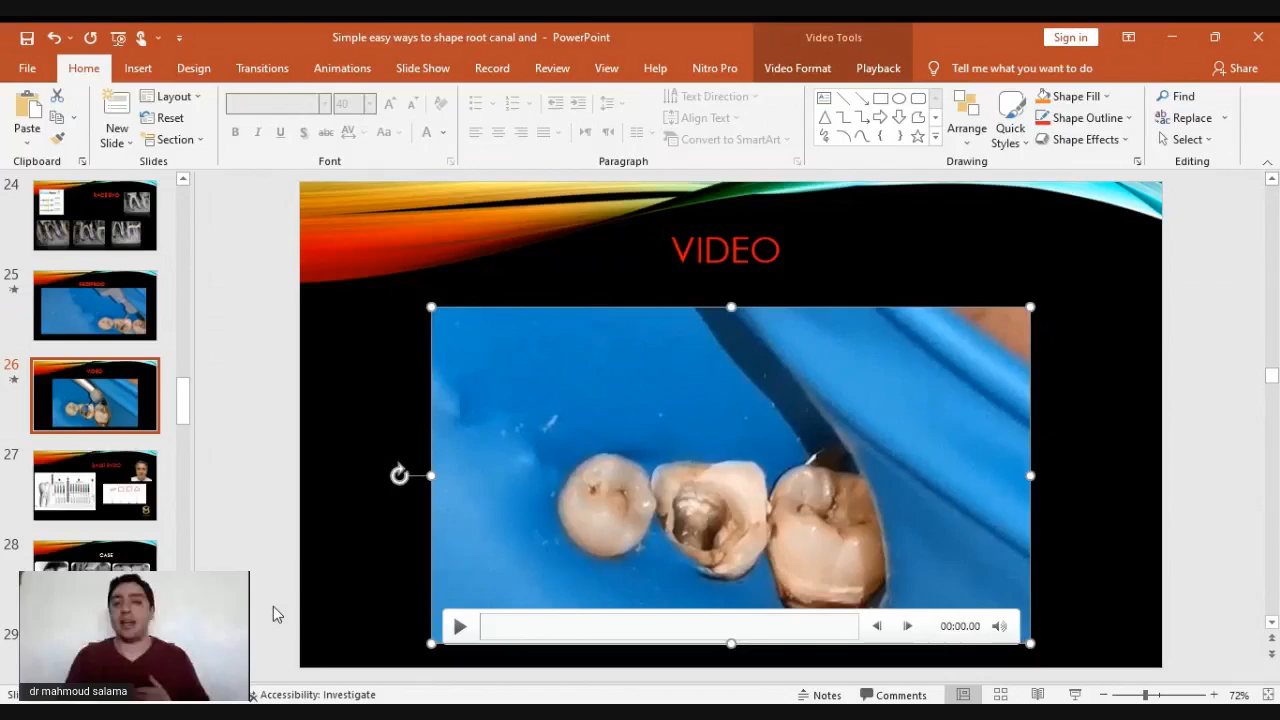 Simple easy ways to shape root canal and - PowerPoint
Video Tools
Sign in
File
Home
Insert
Design
Transitions
Animations
Slide Show
Record
Review
View
Help
Nitro Pro
Video Format
Playback
Tell me what you want to do
Share
Paste
New
Slide
Layout
Reset
Section
40
Text Direction
Align Text
Convert to SmartArt
Arrange
Quick
Styles
Shape Fill
Shape Outline
Shape Effects
Find
Replace
Select
Clipboard
Slides
Font
Paragraph
Drawing
Editing
24
25
26
VIDEO
27
28
CASE
29
VIDEO
00:00.00
dr mahmoud salama
Accessibility: Investigate
Notes
Comments
72%